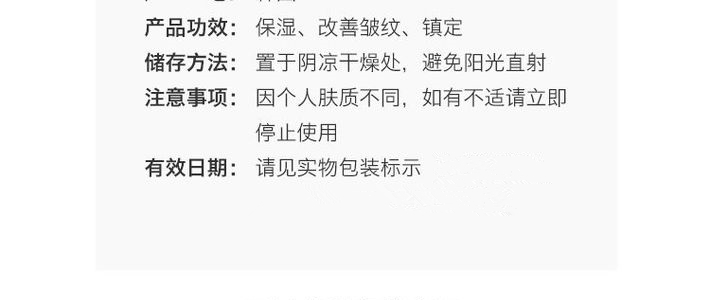 产品功效：保湿、改善皱纹、镇定
储存方法：置于阴凉干燥处，避免阳光直射
注意事项：因个人肤质不同，如有不适请立即
停止使用
有效日期：请见实物包装标示